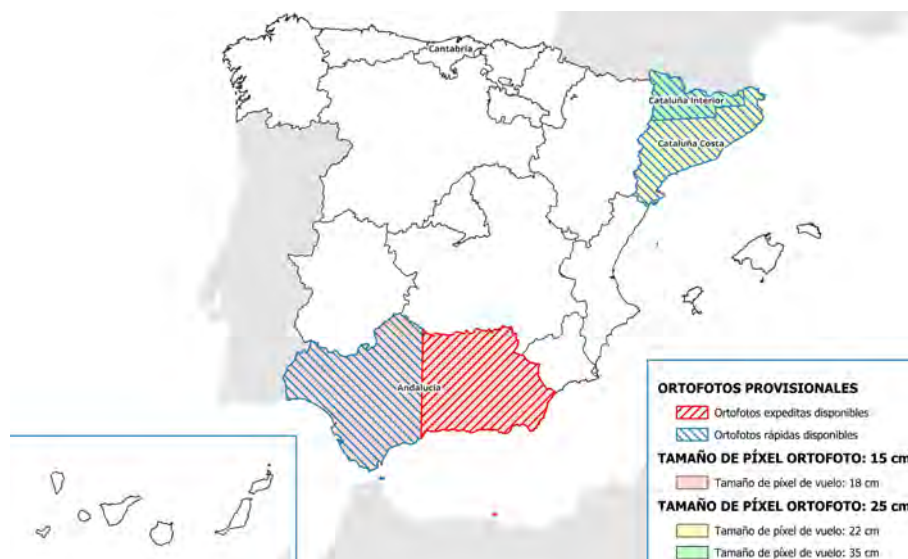 Cantabria
Cataluña Interior
Cataluña Costa
Andalucía
ORTOFOTOS PROVISIONALES
Ortofotos expeditas disponibles
Ortofotos rápidas disponibles
TAMAÑO DE PÍXEL ORTOFOTO: 15 cm
Tamaño de píxel de vuelo: 18 cm
TAMAÑO DE PÍXEL ORTOFOTO: 25 cm
Tamaño de píxel de vuelo: 22 cm
Tamaño de píxel de vuelo: 35 cm